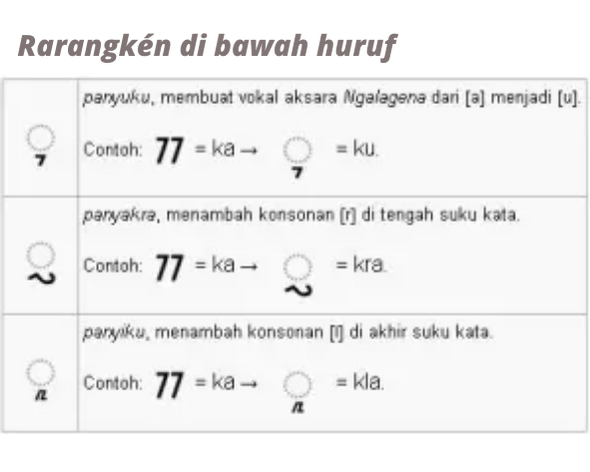 Rarangkén di bawah huruf
panyuku, membuat vokal aksara Ngalagena dari [a] menjadi [u].
◌ᮥ
Contoh: ᮊ = ka → ◌ᮥ = ku.
panyakra, menambah konsonan [r] di tengah suku kata.
◌ᮢ
Contoh: ᮊ = ka → ◌ᮢ = kra.
panyiku, menambah konsonan [l] di akhir suku kata.
◌ᮣ
Contoh: ᮊ = ka → ◌ᮣ = kla.